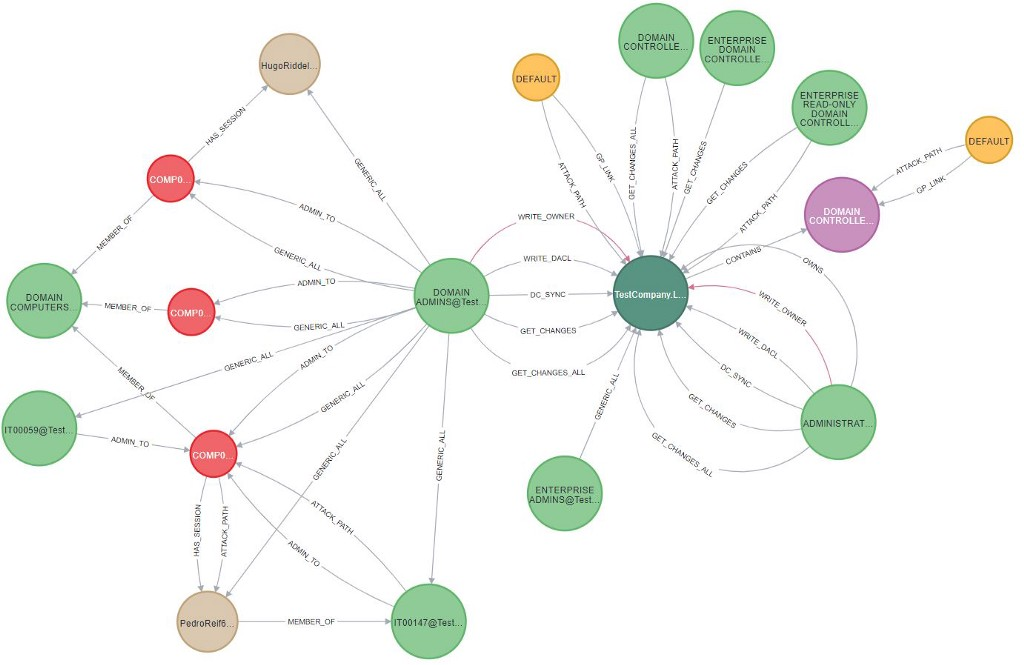 DOMAIN
CONTROLLE...
ENTERPRISE
DOMAIN
CONTROLLE...
HugoRiddel...
DEFAULT
ENTERPRISE
READ-ONLY
DOMAIN
CONTROLL...
DEFAULT
HAS_SESSION
GENERIC_ALL
ATTACK_PATH
GP_LINK
GET_CHANGES_ALL
ATTACK_PATH
GET_CHANGES
GET_CHANGES
ATTACK_PATH
ATTACK_PATH
GP_LINK
COMP0...
DOMAIN
CONTROLLE...
MEMBER_OF
ADMIN_TO
GENERIC_ALL
WRITE_OWNER
WRITE_DACL
CONTAINS
OWNS
DOMAIN
COMPUTERS...
MEMBER_OF
COMP0...
ADMIN_TO
GENERIC_ALL
DOMAIN
ADMINS@Test...
DC_SYNC
GET_CHANGES
GET_CHANGES_ALL
TestCompany.L...
WRITE_OWNER
WRITE_DACL
DC_SYNC
GET_CHANGES
GET_CHANGES_ALL
GENERIC_ALL
ADMIN_TO
GENERIC_ALL
MEMBER_OF
GENERIC_ALL
IT00059@Test...
ADMIN_TO
COMP0...
GENERIC_ALL
GENERIC_ALL
ADMINISTRAT...
ENTERPRISE
ADMINS@Test...
HAS_SESSION
ATTACK_PATH
ATTACK_PATH
ADMIN_TO
PedroReif6...
MEMBER_OF
IT00147@Test...